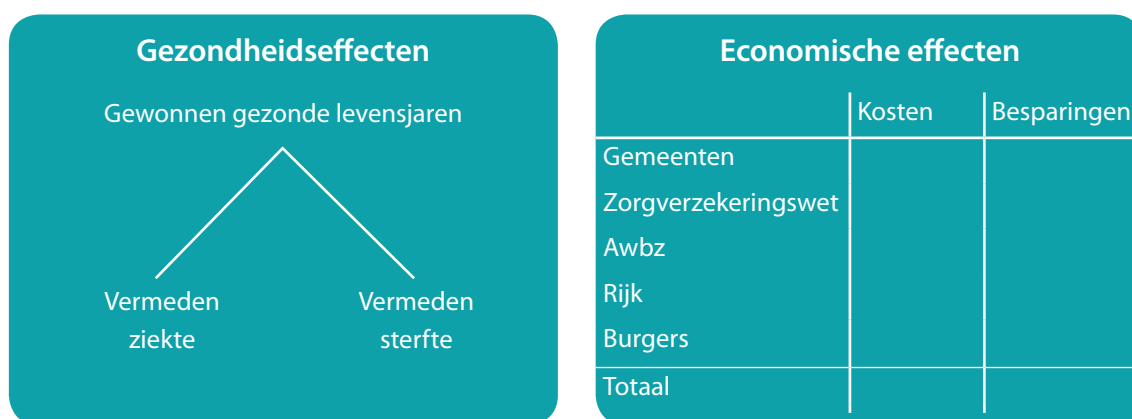 Gezondheidseffecten
Gewonnen gezonde levensjaren
Vermeden
ziekte
Vermeden
sterfte
Economische effecten
Kosten Besparingen
Gemeenten
Zorgverzekeringswet
Awbz
Rijk
Burgers
Totaal